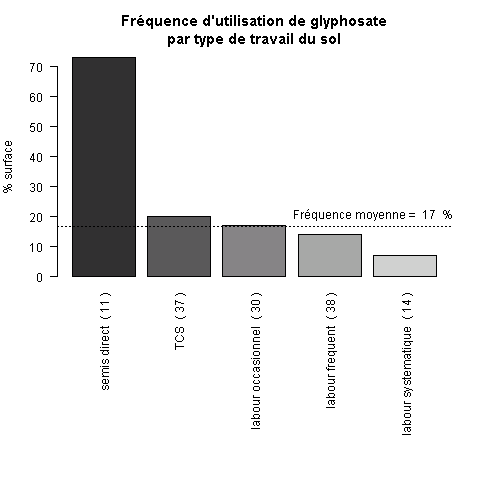 Fréquence d'utilisation de glyphosate
par type de travail du sol
% surface
70
60
50
40
30
20
10
0
Fréquence moyenne = 17 %
semis direct ( 11 )
TCS ( 37 )
labour occasionnel ( 30 )
labour frequent ( 38 )
labour systematique ( 14 )